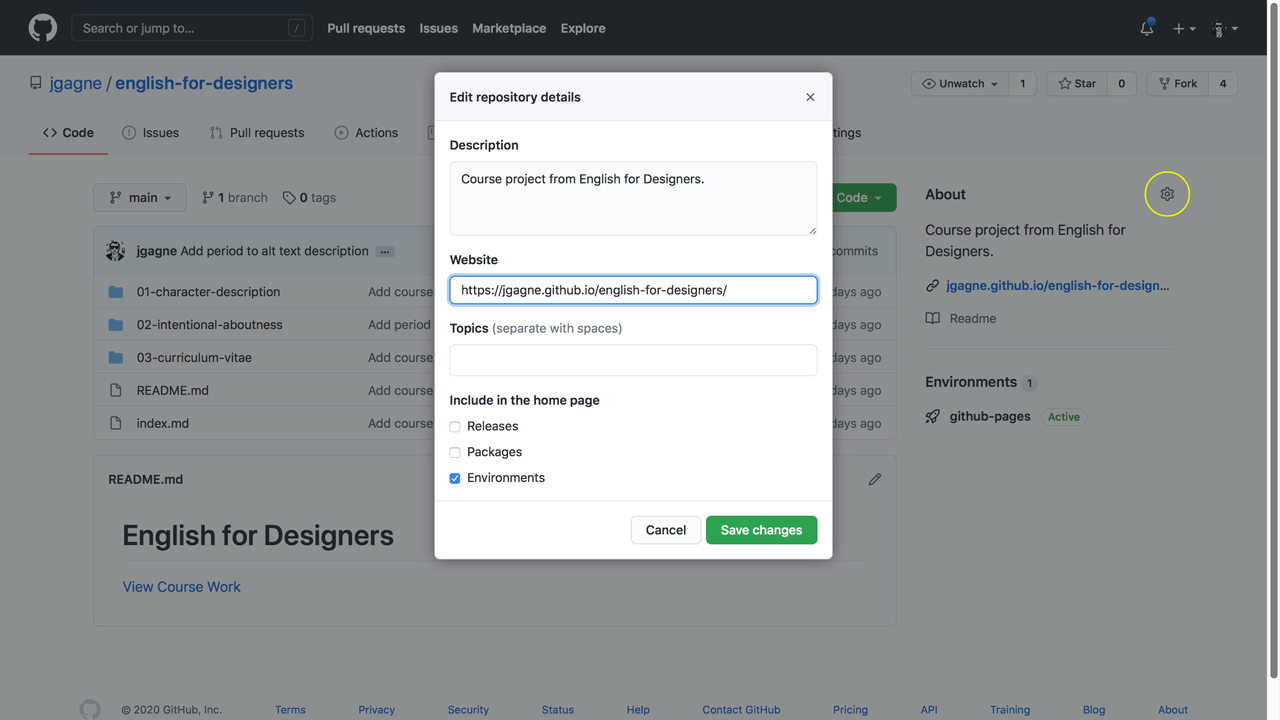 Search or jump to... /
Pull requests Issues Marketplace Explore
jgagne / english-for-designers
Unwatch 1 Star 0 Fork 4
Code Issues Pull requests Actions
Edit repository details
Description
Course project from English for Designers.
Website
https://jgagne.github.io/english-for-designers/
Topics (separate with spaces)
Include in the home page
Releases
Packages
Environments
Cancel Save changes
main 1 branch 0 tags Code
jgagne Add period to alt text description ... commits
01-character-description Add course days ago
02-intentional-aboutness Add period days ago
03-curriculum-vitae Add course days ago
README.md Add course days ago
index.md Add course days ago
README.md
English for Designers
View Course Work
About
Course project from English for
Designers.
jgagne.github.io/english-for-design...
Readme
Environments 1
github-pages Active
© 2020 GitHub, Inc. Terms Privacy Security Status Help Contact GitHub Pricing API Training Blog About